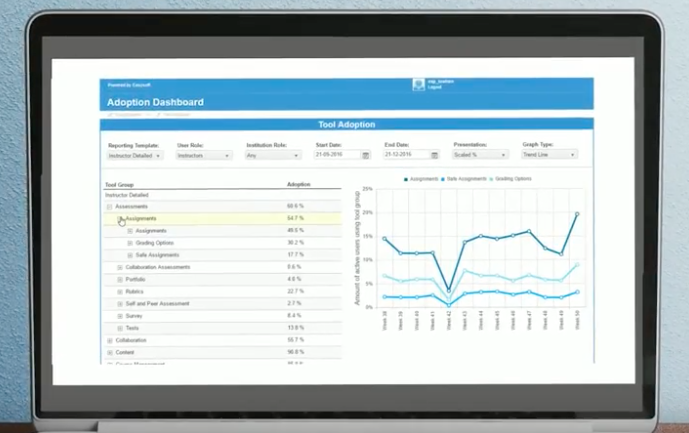 Powered by Eesysoft
Logout
Adoption Dashboard
Tool Adoption
Reporting Template: User Role: Institution Role: Start Date: End Date: Presentation: Graph Type:
Instructor Detailed Instructors Any 21-09-2016 21-12-2016 Scaled % Trend Line
Tool Group Adoption
Instructor Detailed
Assessments 68.6 %
Assignments 54.7 %
Assignments 49.5 %
Grading Options 30.2 %
Safe Assignments 17.7 %
Collaboration Assessments 0.6 %
Portfolio 4.6 %
Rubrics 22.7 %
Self and Peer Assessment 2.7 %
Survey 8.4 %
Tests 13.8 %
Collaboration 55.7 %
Content 96.8 %
Assignments Safe Assignments Grading Options
Amount of active users using tool group
25%
20%
15%
10%
5%
0%
Week 38 Week 39 Week 40 Week 41 Week 42 Week 43 Week 44 Week 45 Week 46 Week 47 Week 48 Week 49 Week 50